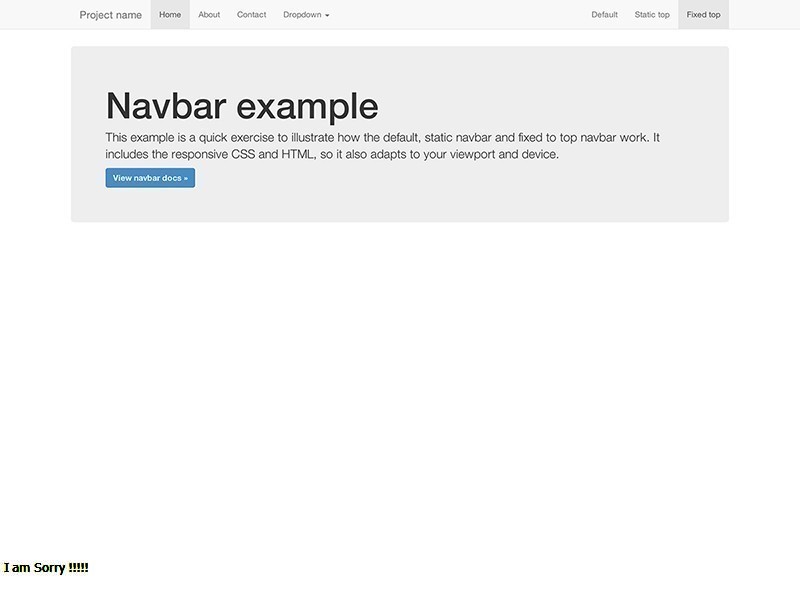 Project name Home About Contact Dropdown Default Static top Fixed top
Navbar example
This example is a quick exercise to illustrate how the default, static navbar and fixed to top navbar work. It
includes the responsive CSS and HTML, so it also adapts to your viewport and device.
View navbar docs »
I am Sorry !!!!!